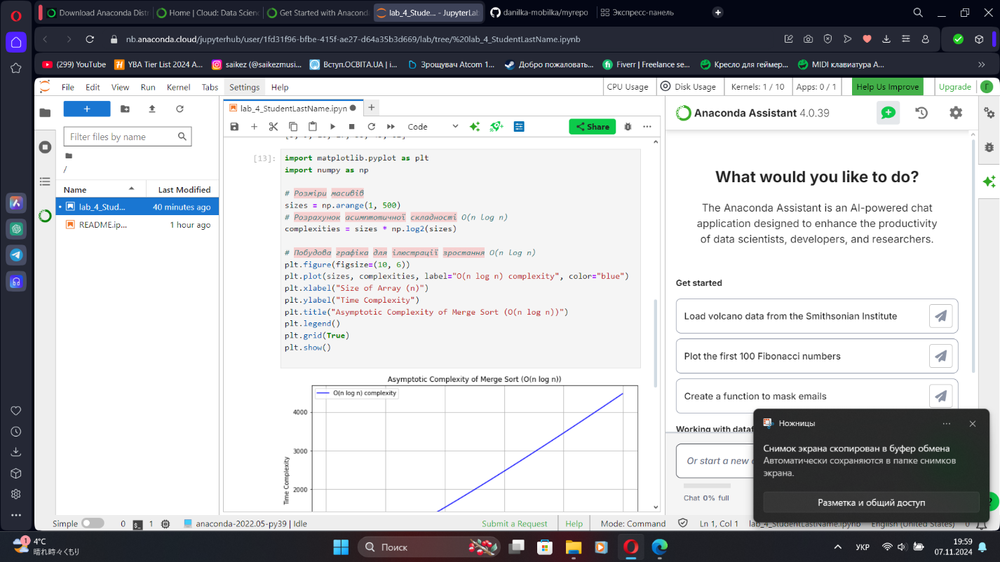 Download Anaconda Distr
Home | Cloud: Data Scienc
Get Started with Anaconda
lab_4_Stude... - JupyterLab
danilka-mobilka/myrepo
Экспресс-панель
nb.anaconda.cloud/jupyterhub/user/1fd31f96-bfbe-415f-ae27-d64a35b3d669/lab/tree/%20lab_4_StudentLastName.ipynb
(299) YouTube
YBA Tier List 2024 A...
saikez (@saikezmusi...
Вступ.ОСВІТА.UA | і...
Зрощувач Atcom 1...
Добро пожаловать...
Fiverr | Freelance se...
Кресло для геймер...
MIDI клавиатура A...
File Edit View Run Kernel Tabs Settings Help
CPU Usage
Disk Usage
Kernels: 1 / 10
Apps: 0 / 1
Help Us Improve
Upgrade
Г
Filter files by name
/
Name Last Modified
lab_4_Stud... 40 minutes ago
README.ip... 1 hour ago
lab_4_StudentLastName.ipyn
Code
Share
[13]:
import matplotlib.pyplot as plt
import numpy as np
# Розміри масивів
sizes = np.arange(1, 500)
# Розрахунок асимптотичної складності O(n log n)
complexities = sizes * np.log2(sizes)
# Побудова графіка для ілюстрації зростання O(n log n)
plt.figure(figsize=(10, 6))
plt.plot(sizes, complexities, label="O(n log n) complexity", color="blue")
plt.xlabel("Size of Array (n)")
plt.ylabel("Time Complexity")
plt.title("Asymptotic Complexity of Merge Sort (O(n log n))")
plt.legend()
plt.grid(True)
plt.show()
Asymptotic Complexity of Merge Sort (O(n log n))
O(n log n) complexity
4000
3000
2000
Time Complexity
Anaconda Assistant 4.0.39
What would you like to do?
The Anaconda Assistant is an AI-powered chat
application designed to enhance the productivity
of data scientists, developers, and researchers.
Get started
Load volcano data from the Smithsonian Institute
Plot the first 100 Fibonacci numbers
Create a function to mask emails
Working with dataf
Or start a new
Chat 0% full
Ножницы
Снимок экрана скопирован в буфер обмена
Автоматически сохраняются в папке снимков
экрана.
Разметка и общий доступ
Simple
0
1
anaconda-2022.05-py39 | Idle
Submit a Request
Help
Mode: Command
Ln 1, Col 1
lab_4_StudentLastName.ipynb
English (United States)
0
1
4°C
晴れ時々くもり
Поиск
УКР
19:59
07.11.2024